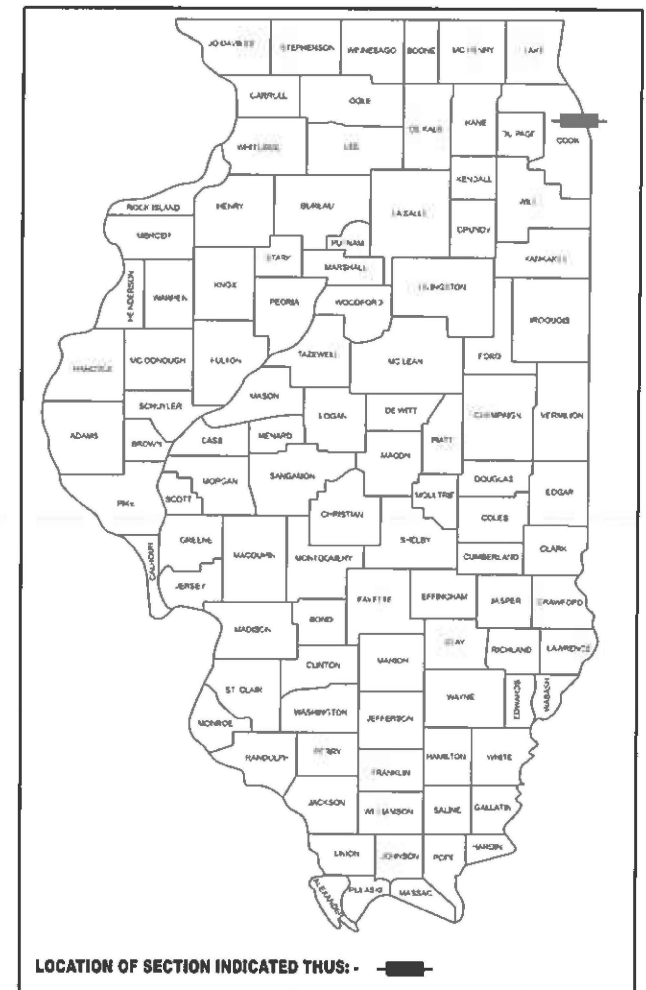 JO DAVIESS STEPHENSON WINNEBAGO BOONE MC HENRY LAKE
CARROLL OGLE DE KALB KANE DU PAGE COOK
WHITESIDE LEE
KENDALL
ROCK ISLAND HENRY BUREAU LA SALLE GRUNDY WILL
MERCER PUTNAM
STARK MARSHALL KANKAKEE
HENDERSON WARREN KNOX PEORIA WOODFORD LIVINGSTON
IROQUOIS
HANCOCK MC DONOUGH FULTON TAZEWELL MC LEAN FORD
MASON
SCHUYLER LOGAN DE WITT CHAMPAIGN VERMILION
ADAMS BROWN CASS MENARD PIATT
MACON
MORGAN SANGAMON DOUGLAS
PIKE SCOTT MOULTRIE EDGAR
CHRISTIAN COLES
GREENE SHELBY
CALHOUN MACOUPIN MONTGOMERY CUMBERLAND CLARK
JERSEY
FAYETTE EFFINGHAM JASPER CRAWFORD
BOND
MADISON
CLAY RICHLAND LAWRENCE
CLINTON MARION
ST. CLAIR WAYNE EDWARDS WABASH
WASHINGTON JEFFERSON
MONROE
RANDOLPH PERRY HAMILTON WHITE
FRANKLIN
JACKSON WILLIAMSON SALINE GALLATIN
UNION JOHNSON POPE HARDIN
ALEXANDER PULASKI MASSAC
LOCATION OF SECTION INDICATED THUS: -